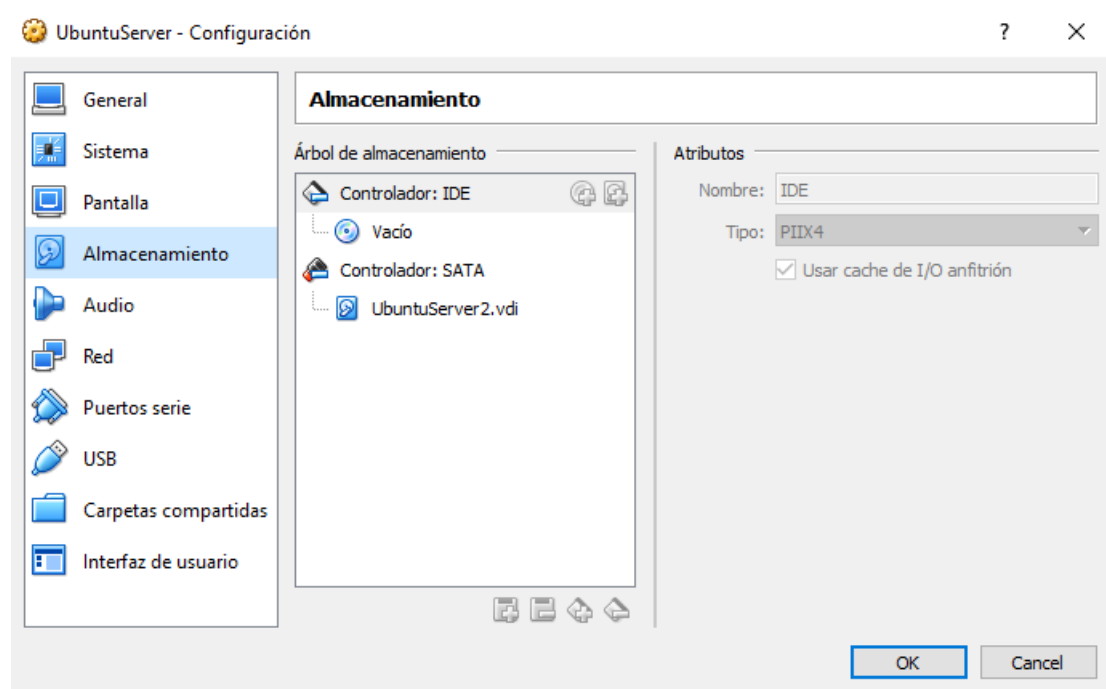 UbuntuServer - Configuración
?
General
Sistema
Pantalla
Almacenamiento
Audio
Red
Puertos serie
USB
Carpetas compartidas
Interfaz de usuario
Almacenamiento
Árbol de almacenamiento
Controlador: IDE
Vacío
Controlador: SATA
UbuntuServer2.vdi
Atributos
Nombre: IDE
Tipo: PIIX4
Usar cache de I/O anfitrión
OK
Cancel